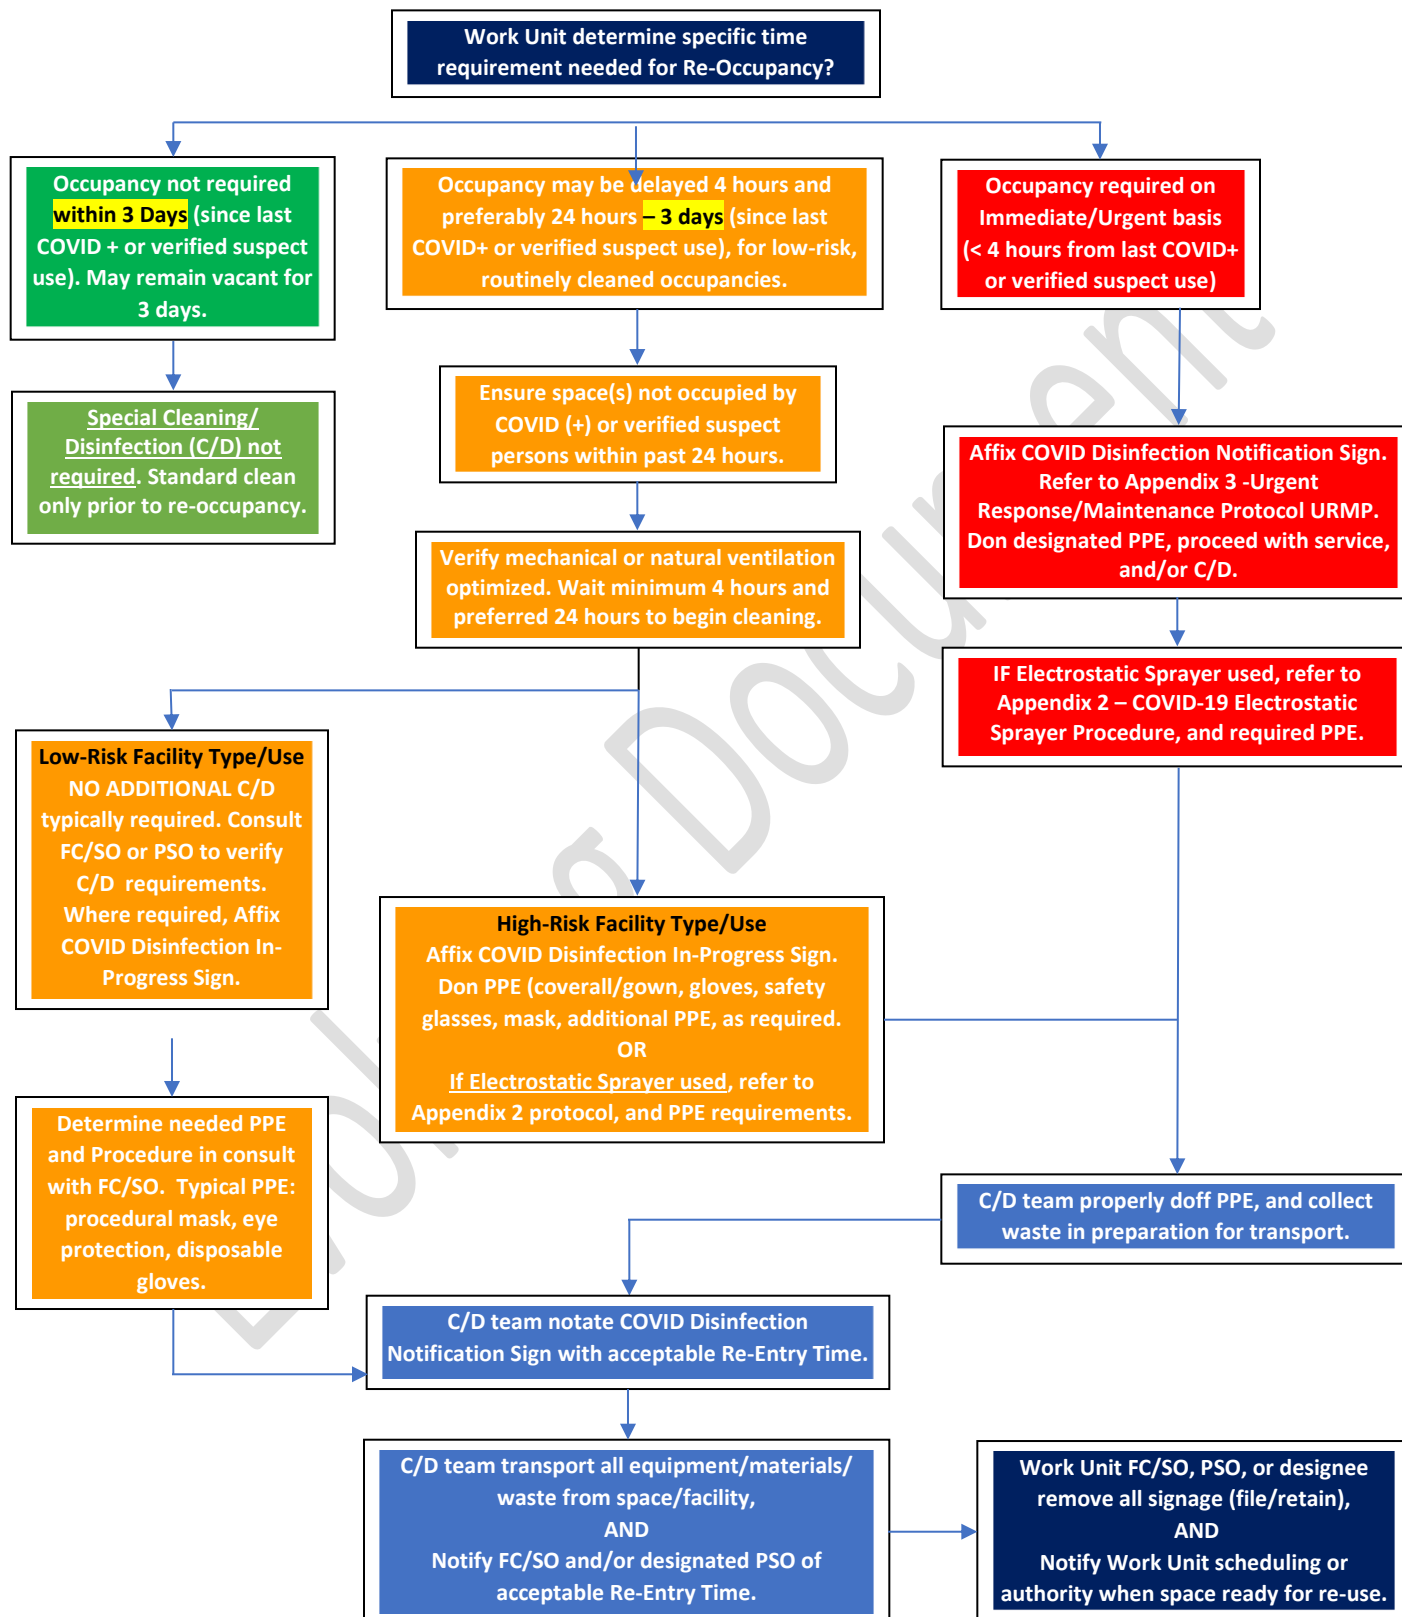 Work Unit determine specific time
requirement needed for Re-Occupancy?
Occupancy not required
within 3 Days (since last
COVID + or verified suspect
use). May remain vacant for
3 days.
Occupancy may be delayed 4 hours and
preferably 24 hours – 3 days (since last
COVID+ or verified suspect use), for low-risk,
routinely cleaned occupancies.
Occupancy required on
Immediate/Urgent basis
(< 4 hours from last COVID+
or verified suspect use)
Special Cleaning/
Disinfection (C/D) not
required. Standard clean
only prior to re-occupancy.
Ensure space(s) not occupied by
COVID (+) or verified suspect
persons within past 24 hours.
Affix COVID Disinfection Notification Sign.
Refer to Appendix 3 -Urgent
Response/Maintenance Protocol URMP.
Don designated PPE, proceed with service,
and/or C/D.
Verify mechanical or natural ventilation
optimized. Wait minimum 4 hours and
preferred 24 hours to begin cleaning.
IF Electrostatic Sprayer used, refer to
Appendix 2 – COVID-19 Electrostatic
Sprayer Procedure, and required PPE.
Low-Risk Facility Type/Use
NO ADDITIONAL C/D
typically required. Consult
FC/SO or PSO to verify
C/D  requirements.
Where required, Affix
COVID Disinfection In-
Progress Sign.
High-Risk Facility Type/Use
Affix COVID Disinfection In-Progress Sign.
Don PPE (coverall/gown, gloves, safety
glasses, mask, additional PPE, as required.
OR
If Electrostatic Sprayer used, refer to
Appendix 2 protocol, and PPE requirements.
Determine needed PPE
and Procedure in consult
with FC/SO.  Typical PPE:
procedural mask, eye
protection, disposable
gloves.
C/D team properly doff PPE, and collect
waste in preparation for transport.
C/D team notate COVID Disinfection
Notification Sign with acceptable Re-Entry Time.
C/D team transport all equipment/materials/
waste from space/facility,
AND
Notify FC/SO and/or designated PSO of
acceptable Re-Entry Time.
Work Unit FC/SO, PSO, or designee
remove all signage (file/retain),
AND
Notify Work Unit scheduling or
authority when space ready for re-use.
Document